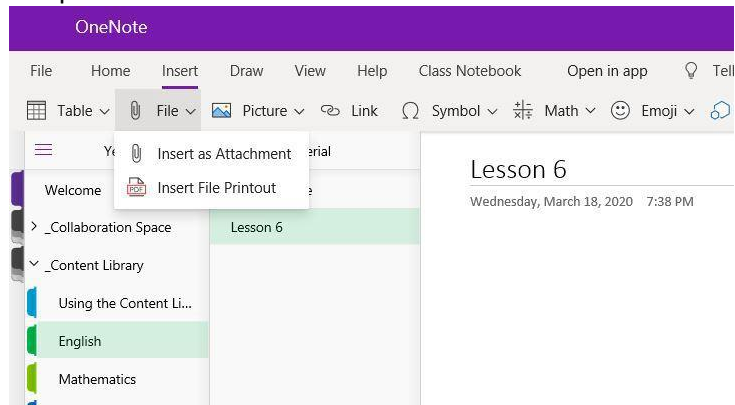 OneNote
File Home Insert Draw View Help Class Notebook Open in app Tell
Table File Picture Link Symbol Math Emoji
Insert as Attachment
Insert File Printout
PDF
Welcome
_Collaboration Space
_Content Library
Using the Content Li...
English
Mathematics
Lesson 6
Lesson 6
Wednesday, March 18, 2020 7:38 PM